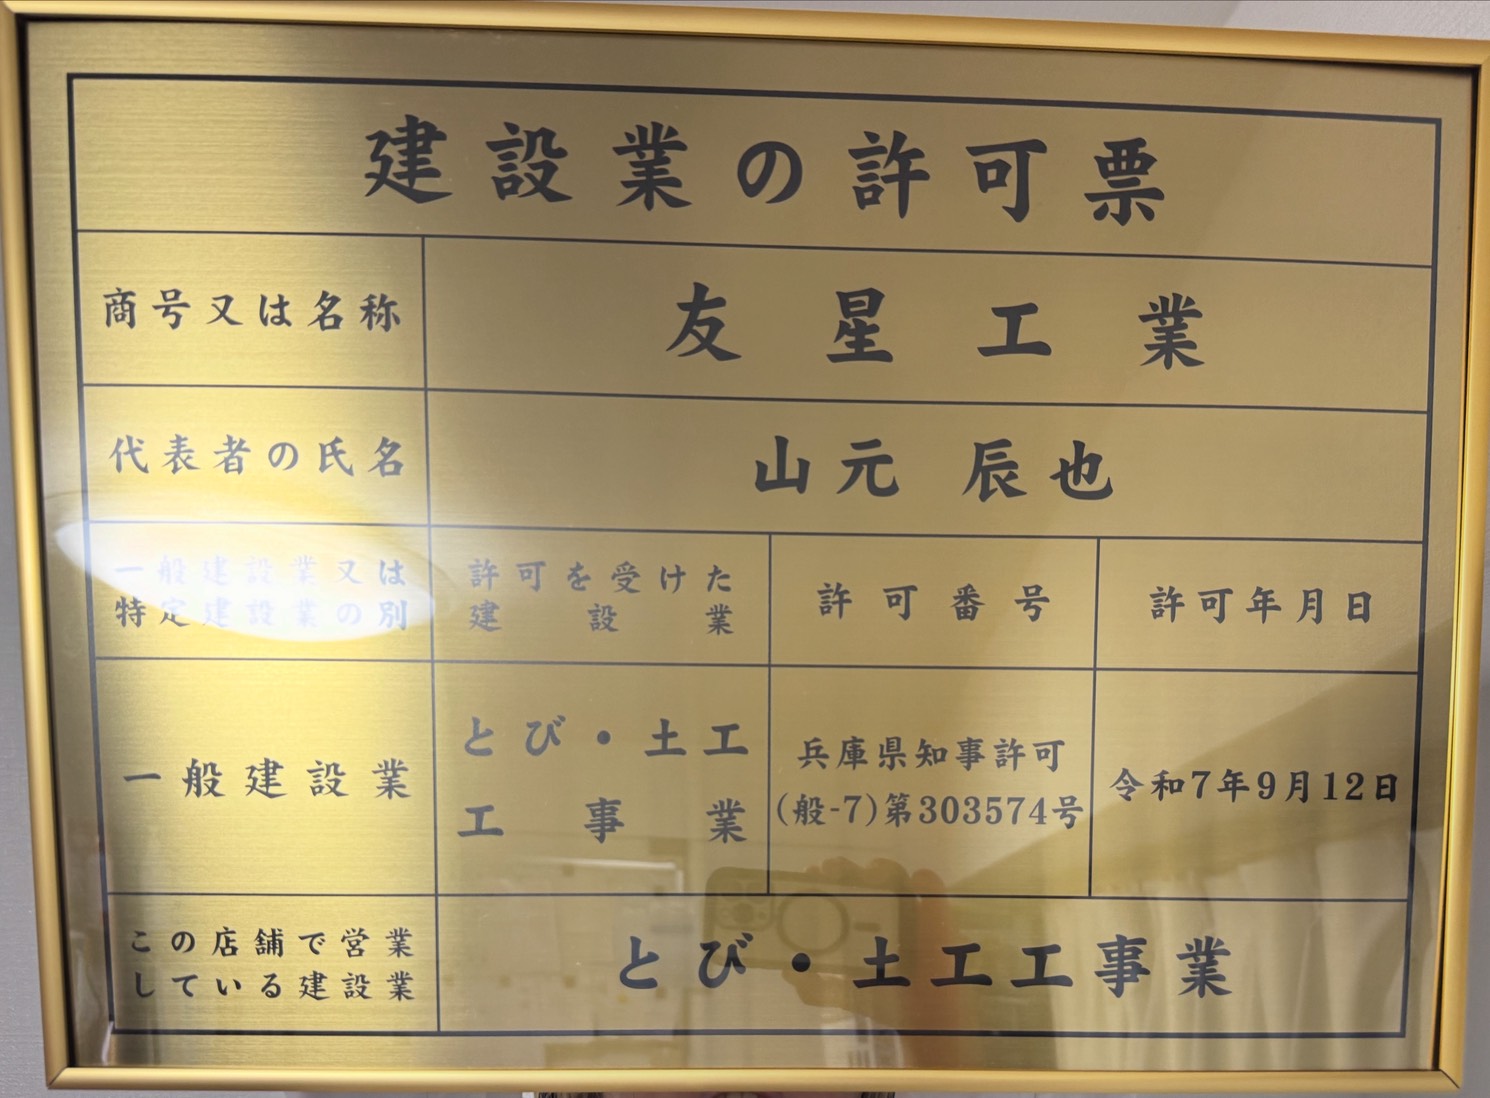 建設業の許可票
商号又は名称
友星工業
代表者の氏名
山元 辰也
一般建設業又は
特定建設業の別
許可を受けた
建設業
許可番号
許可年月日
一般建設業
とび・土工
工事業
兵庫県知事許可
(般-7)第303574号
令和7年9月12日
この店舗で営業
している建設業
とび・土工工事業